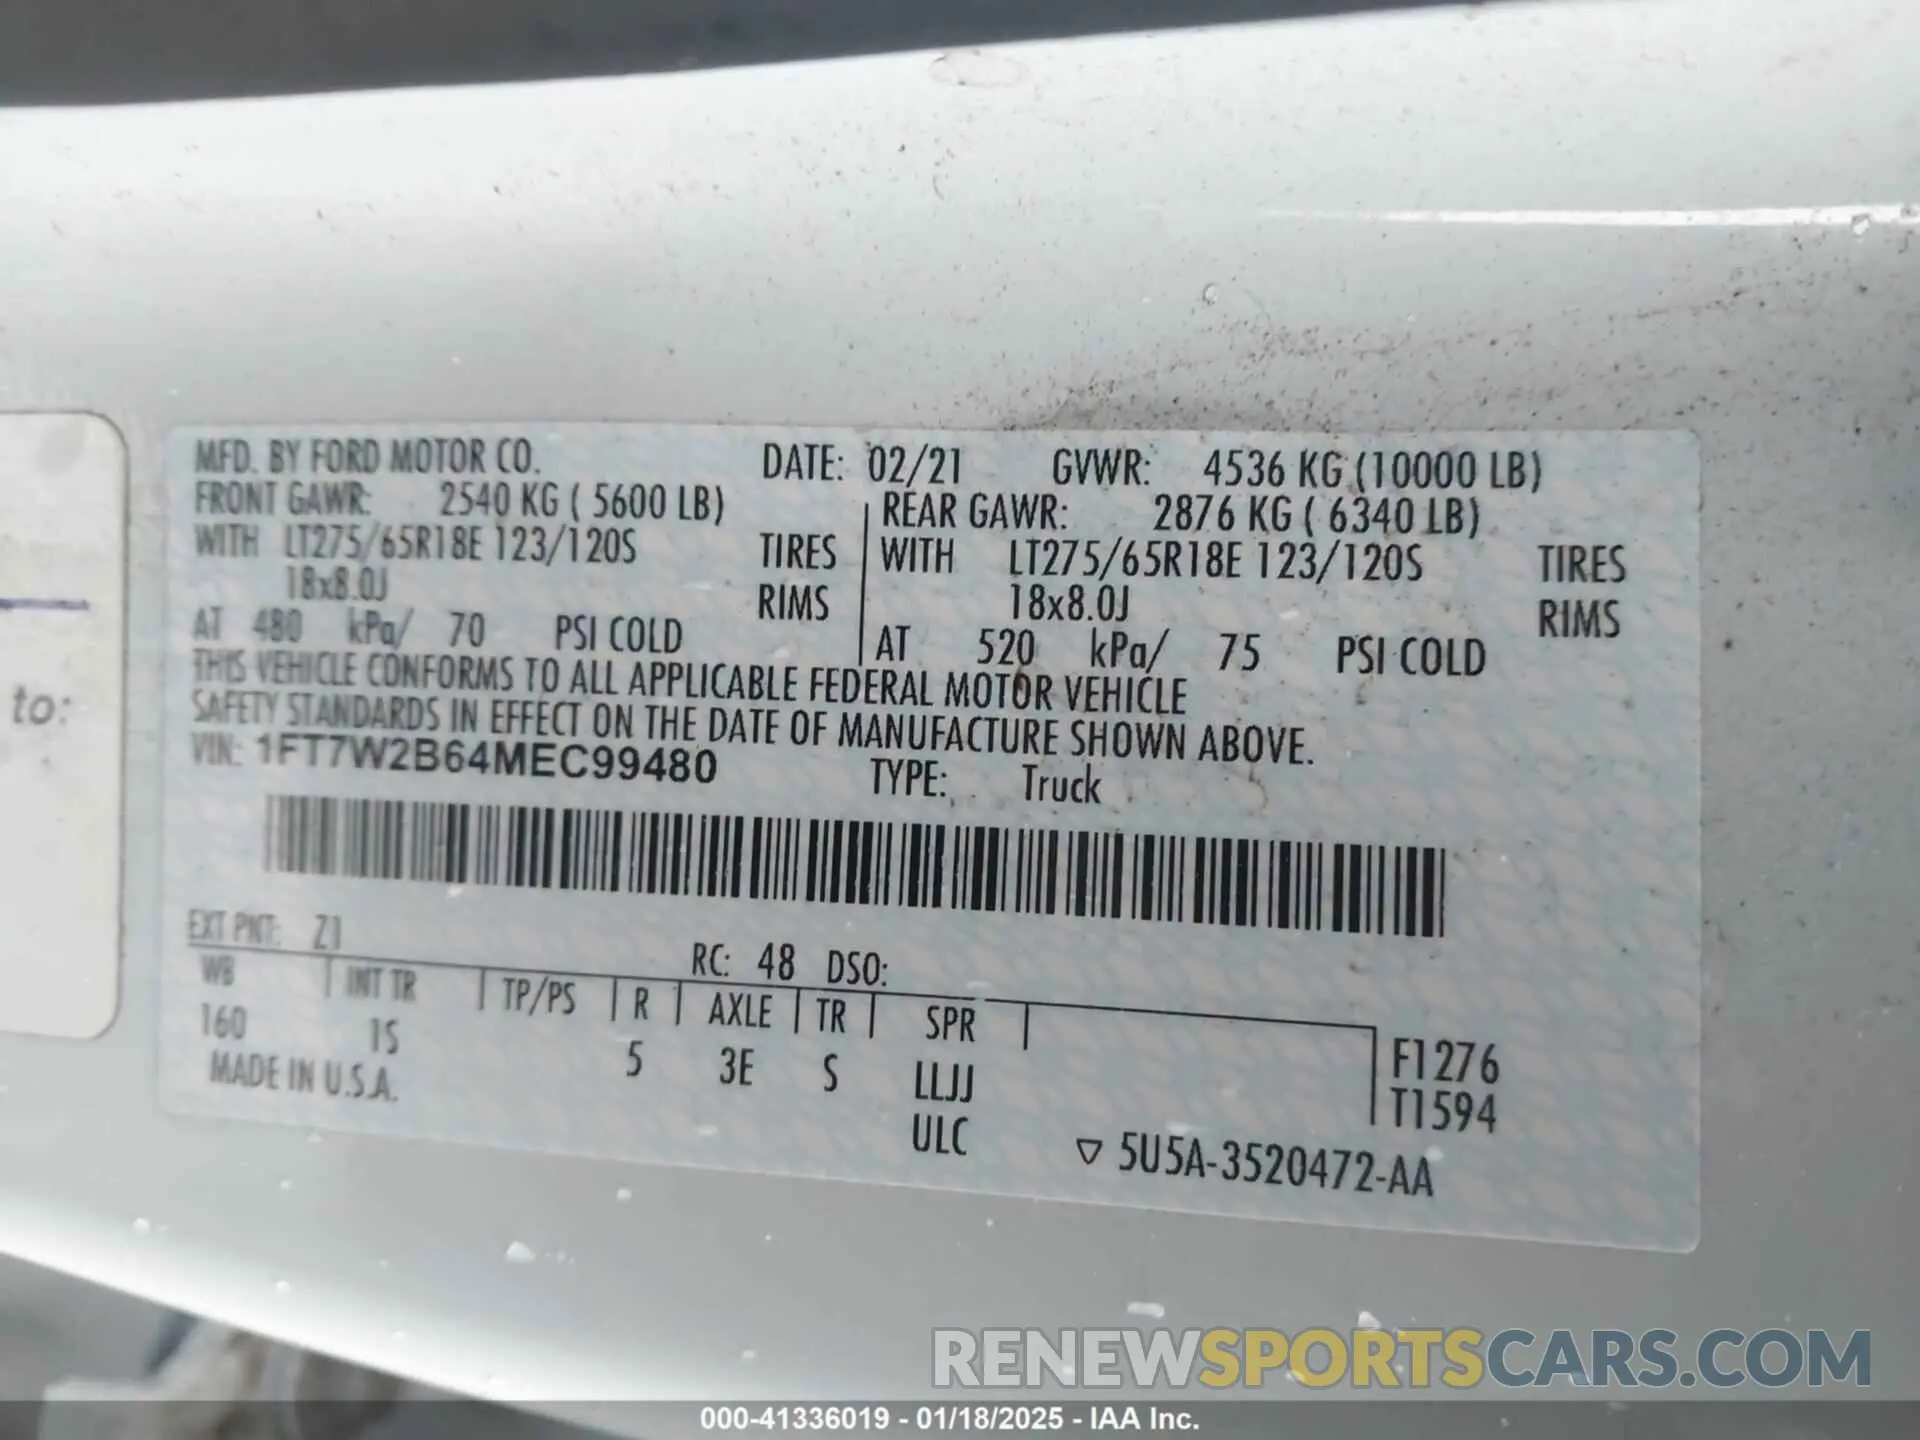 MFD. BY FORD MOTOR CO. DATE: 02/21 GVWR: 4536 KG (10000 LB)
FRONT GAWR: 2540 KG ( 5600 LB) REAR GAWR: 2876 KG ( 6340 LB)
WITH LT275/65R18E 123/120S TIRES WITH LT275/65R18E 123/120S TIRES
18x8.0J RIMS 18x8.0J RIMS
AT 480 kPa/ 70 PSI COLD AT 520 kPa/ 75 PSI COLD
THIS VEHICLE CONFORMS TO ALL APPLICABLE FEDERAL MOTOR VEHICLE
SAFETY STANDARDS IN EFFECT ON THE DATE OF MANUFACTURE SHOWN ABOVE.
VIN: 1FT7W2B64MEC99480 TYPE: Truck
to:
EXT PNT: Z1 RC: 48 DSO:
WB INT TR TP/PS R AXLE TR SPR
160 1S 5 3E S LLJJ
F1276
T1594
MADE IN U.S.A. ULC
5U5A-3520472-AA
RENEWSPORTSCARS.COM
000-41336019 - 01/18/2025 - IAA Inc.